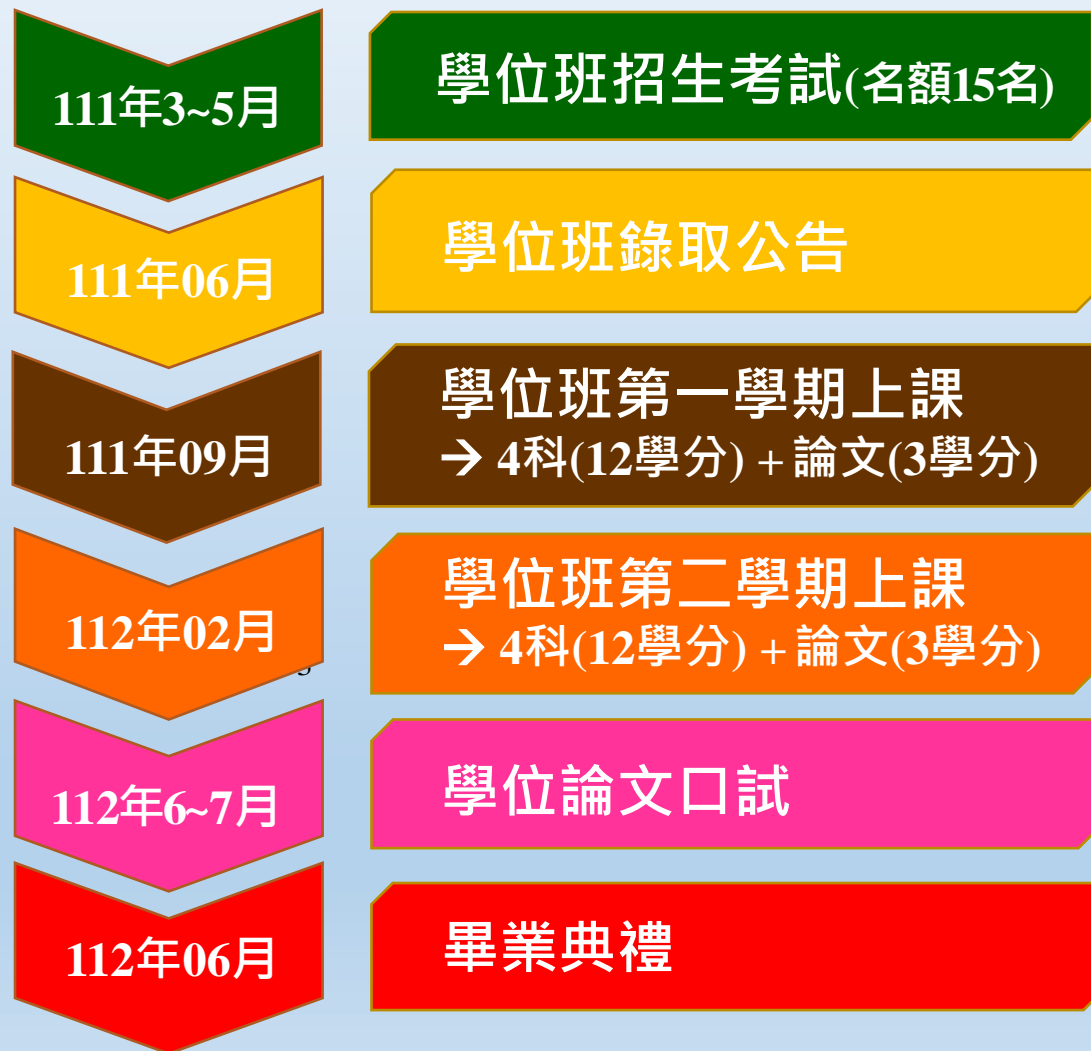 111年3~5月
學位班招生考試(名額15名)
111年06月
學位班錄取公告
111年09月
學位班第一學期上課
→ 4科(12學分) + 論文(3學分)
112年02月
學位班第二學期上課
→ 4科(12學分) + 論文(3學分)
112年6~7月
學位論文口試
112年06月
畢業典禮